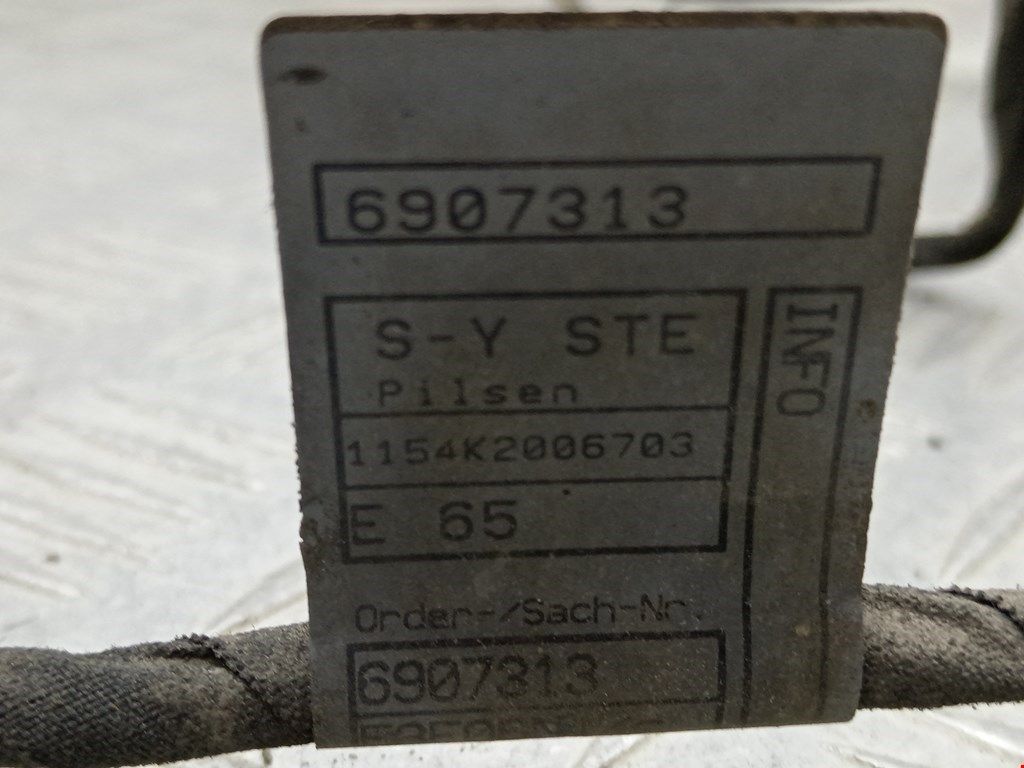 6907313
S-Y STE
Pilsen
1154K2006703
E 65
INFO
Order-/Sach-Nr.
6907313